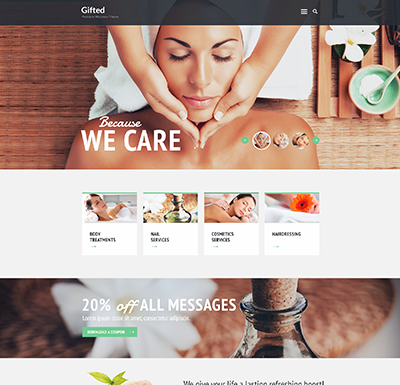 Gifted
Because
WE CARE
BODY
TREATMENTS
NAIL
SERVICES
COSMETICS
SERVICES
HAIRDRESSING
20% off ALL MESSAGES
Lorem ipsum dolor sit amet, consectetur adipiscin.
DOWNLOAD A COUPON
We give your life a lasting refreshing boost!